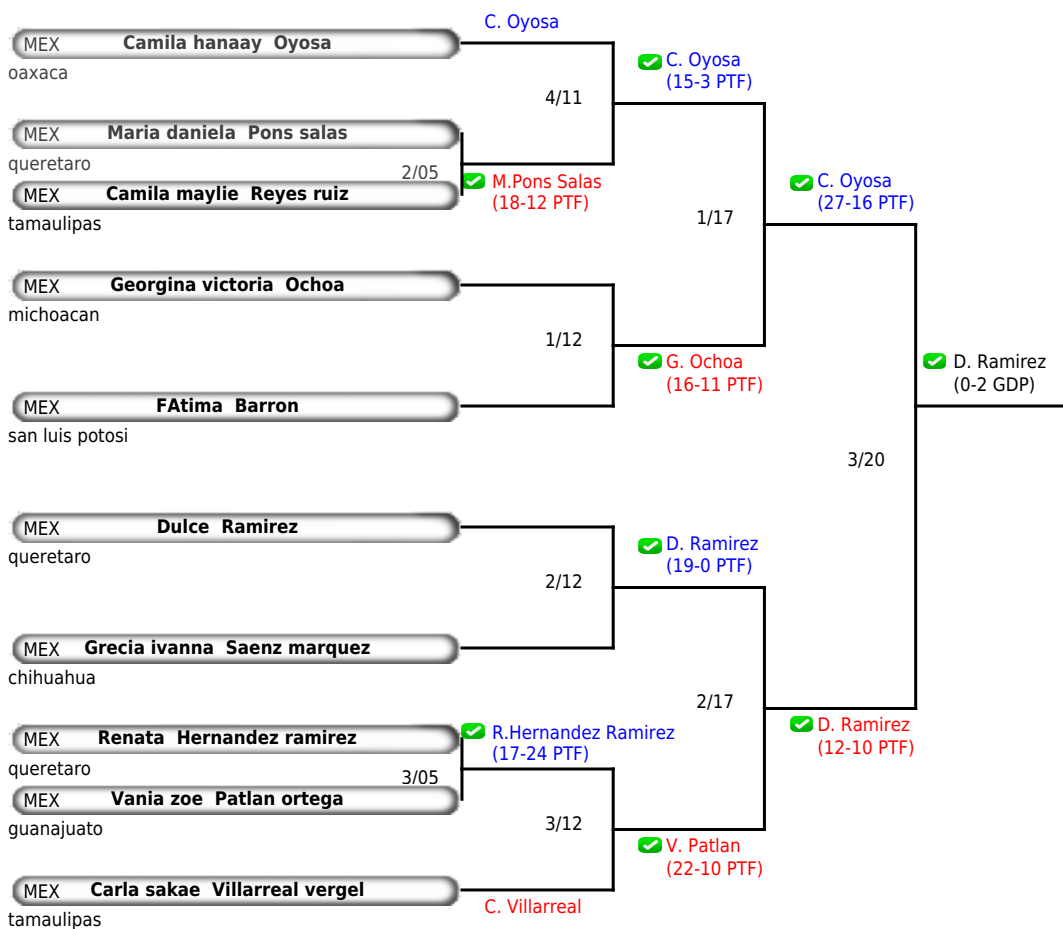 C. Oyosa
MEX Camila hanaay Oyosa
oaxaca
C. Oyosa
(15-3 PTF)
4/11
MEX Maria daniela Pons salas
queretaro
2/05
M.Pons Salas
(18-12 PTF)
MEX Camila maylie Reyes ruiz
tamaulipas
C. Oyosa
(27-16 PTF)
1/17
MEX Georgina victoria Ochoa
michoacan
1/12
G. Ochoa
(16-11 PTF)
D. Ramirez
(0-2 GDP)
MEX FAtima Barron
san luis potosi
3/20
MEX Dulce Ramirez
queretaro
D. Ramirez
(19-0 PTF)
2/12
MEX Grecia ivanna Saenz marquez
chihuahua
2/17
D. Ramirez
(12-10 PTF)
MEX Renata Hernandez ramirez
R.Hernandez Ramirez
(17-24 PTF)
queretaro
3/05
MEX Vania zoe Patlan ortega
guanajuato
3/12
V. Patlan
(22-10 PTF)
MEX Carla sakae Villarreal vergel
C. Villarreal
tamaulipas